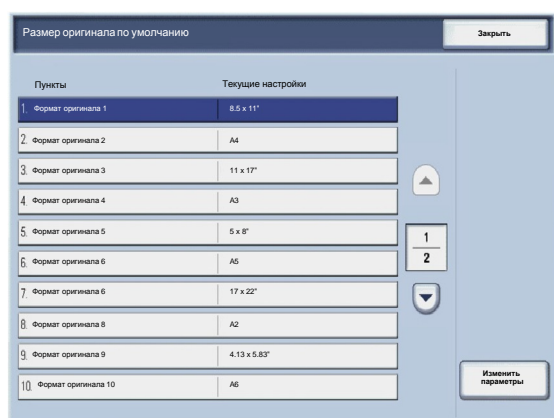 Размер оригинала по умолчанию
Закрыть
Пункты Текущие настройки
1. Формат оригинала 1 8.5 x 11"
2. Формат оригинала 2 A4
3. Формат оригинала 3 11 x 17"
4. Формат оригинала 4 A3
5. Формат оригинала 5 5 x 8"
6. Формат оригинала 6 A5
7. Формат оригинала 6 17 x 22"
8. Формат оригинала 8 A2
9. Формат оригинала 9 4.13 x 5.83"
10. Формат оригинала 10 A6
1
2
Изменить
параметры